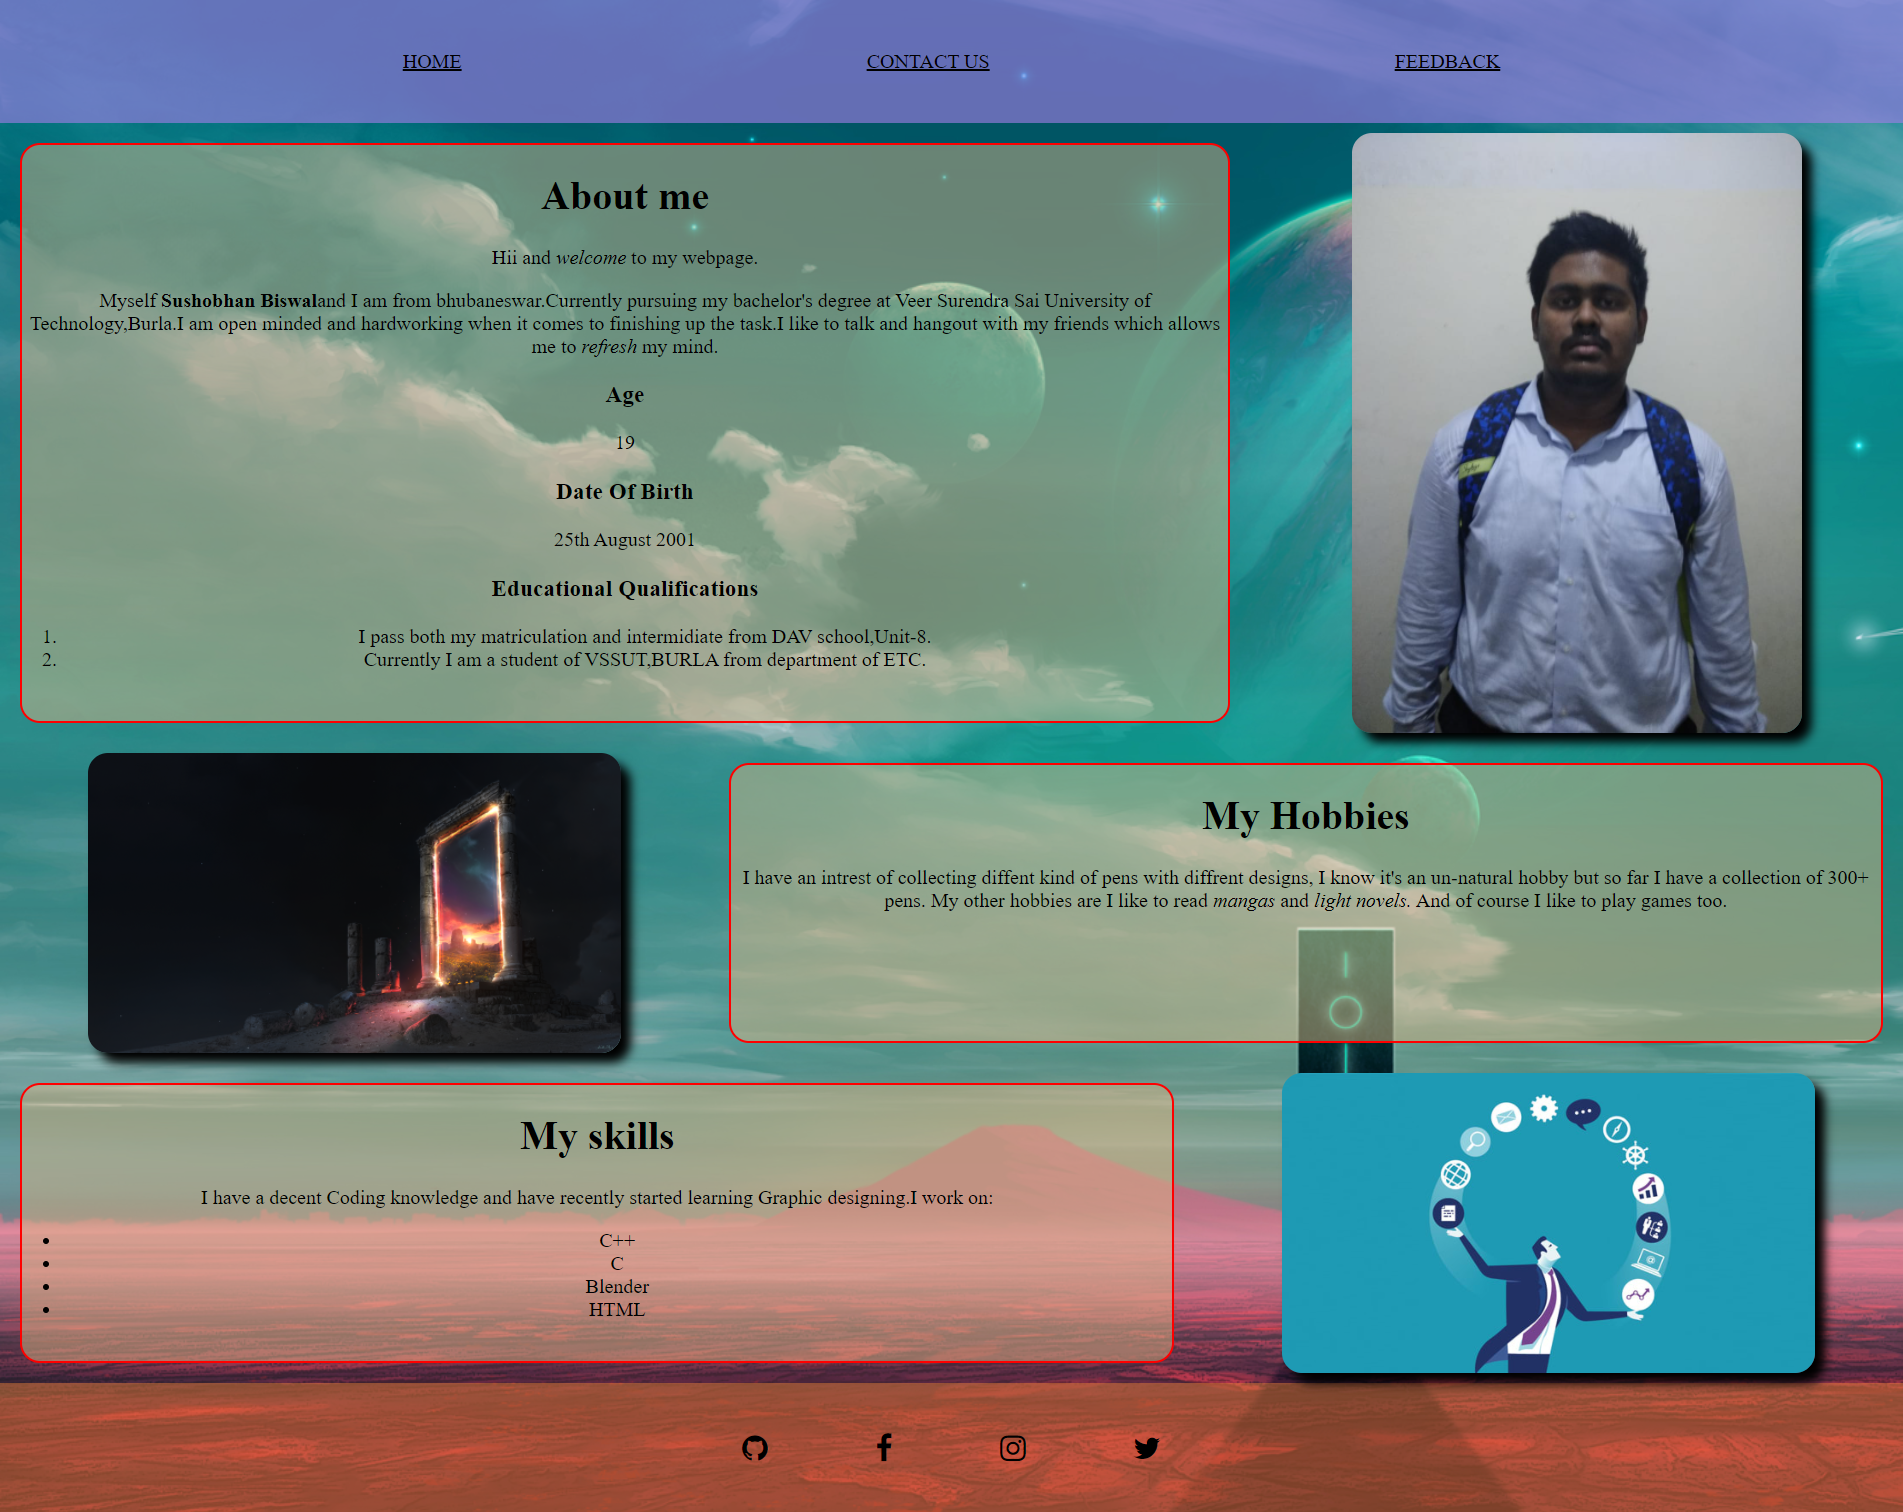 HOME CONTACT US FEEDBACK
About me
Hii and welcome to my webpage.
Myself Sushobhan Biswaland I am from bhubaneswar.Currently pursuing my bachelor's degree at Veer Surendra Sai University of
Technology,Burla.I am open minded and hardworking when it comes to finishing up the task.I like to talk and hangout with my friends which allows
me to refresh my mind.
Age
19
Date Of Birth
25th August 2001
Educational Qualifications
1. I pass both my matriculation and intermidiate from DAV school,Unit-8.
2. Currently I am a student of VSSUT,BURLA from department of ETC.
My Hobbies
I have an intrest of collecting diffent kind of pens with diffrent designs, I know it's an un-natural hobby but so far I have a collection of 300+
pens. My other hobbies are I like to read mangas and light novels. And of course I like to play games too.
My skills
I have a decent Coding knowledge and have recently started learning Graphic designing.I work on:
• C++
• C
• Blender
• HTML